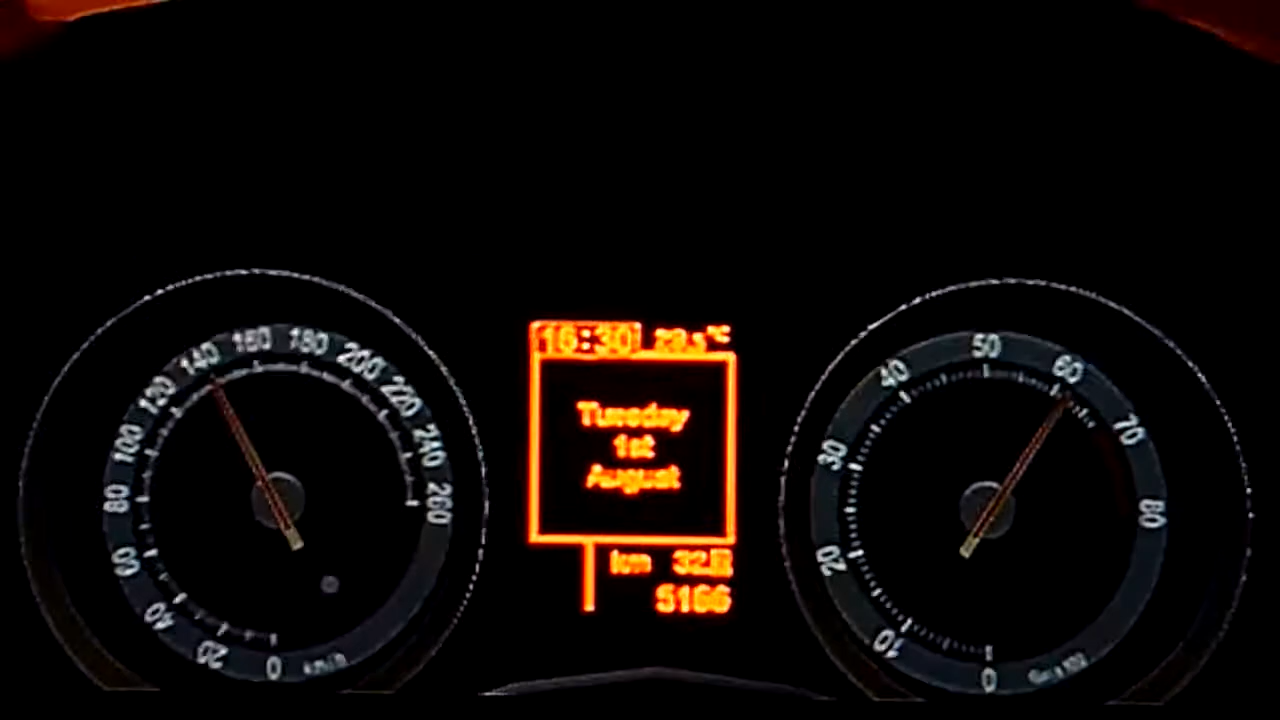 0 20 40 60 80 100 120 140 160 180 200 220 240 260
km/h
16:30
Tuesday
1st
August
km
5166
0 10 20 30 40 50 60 70 80